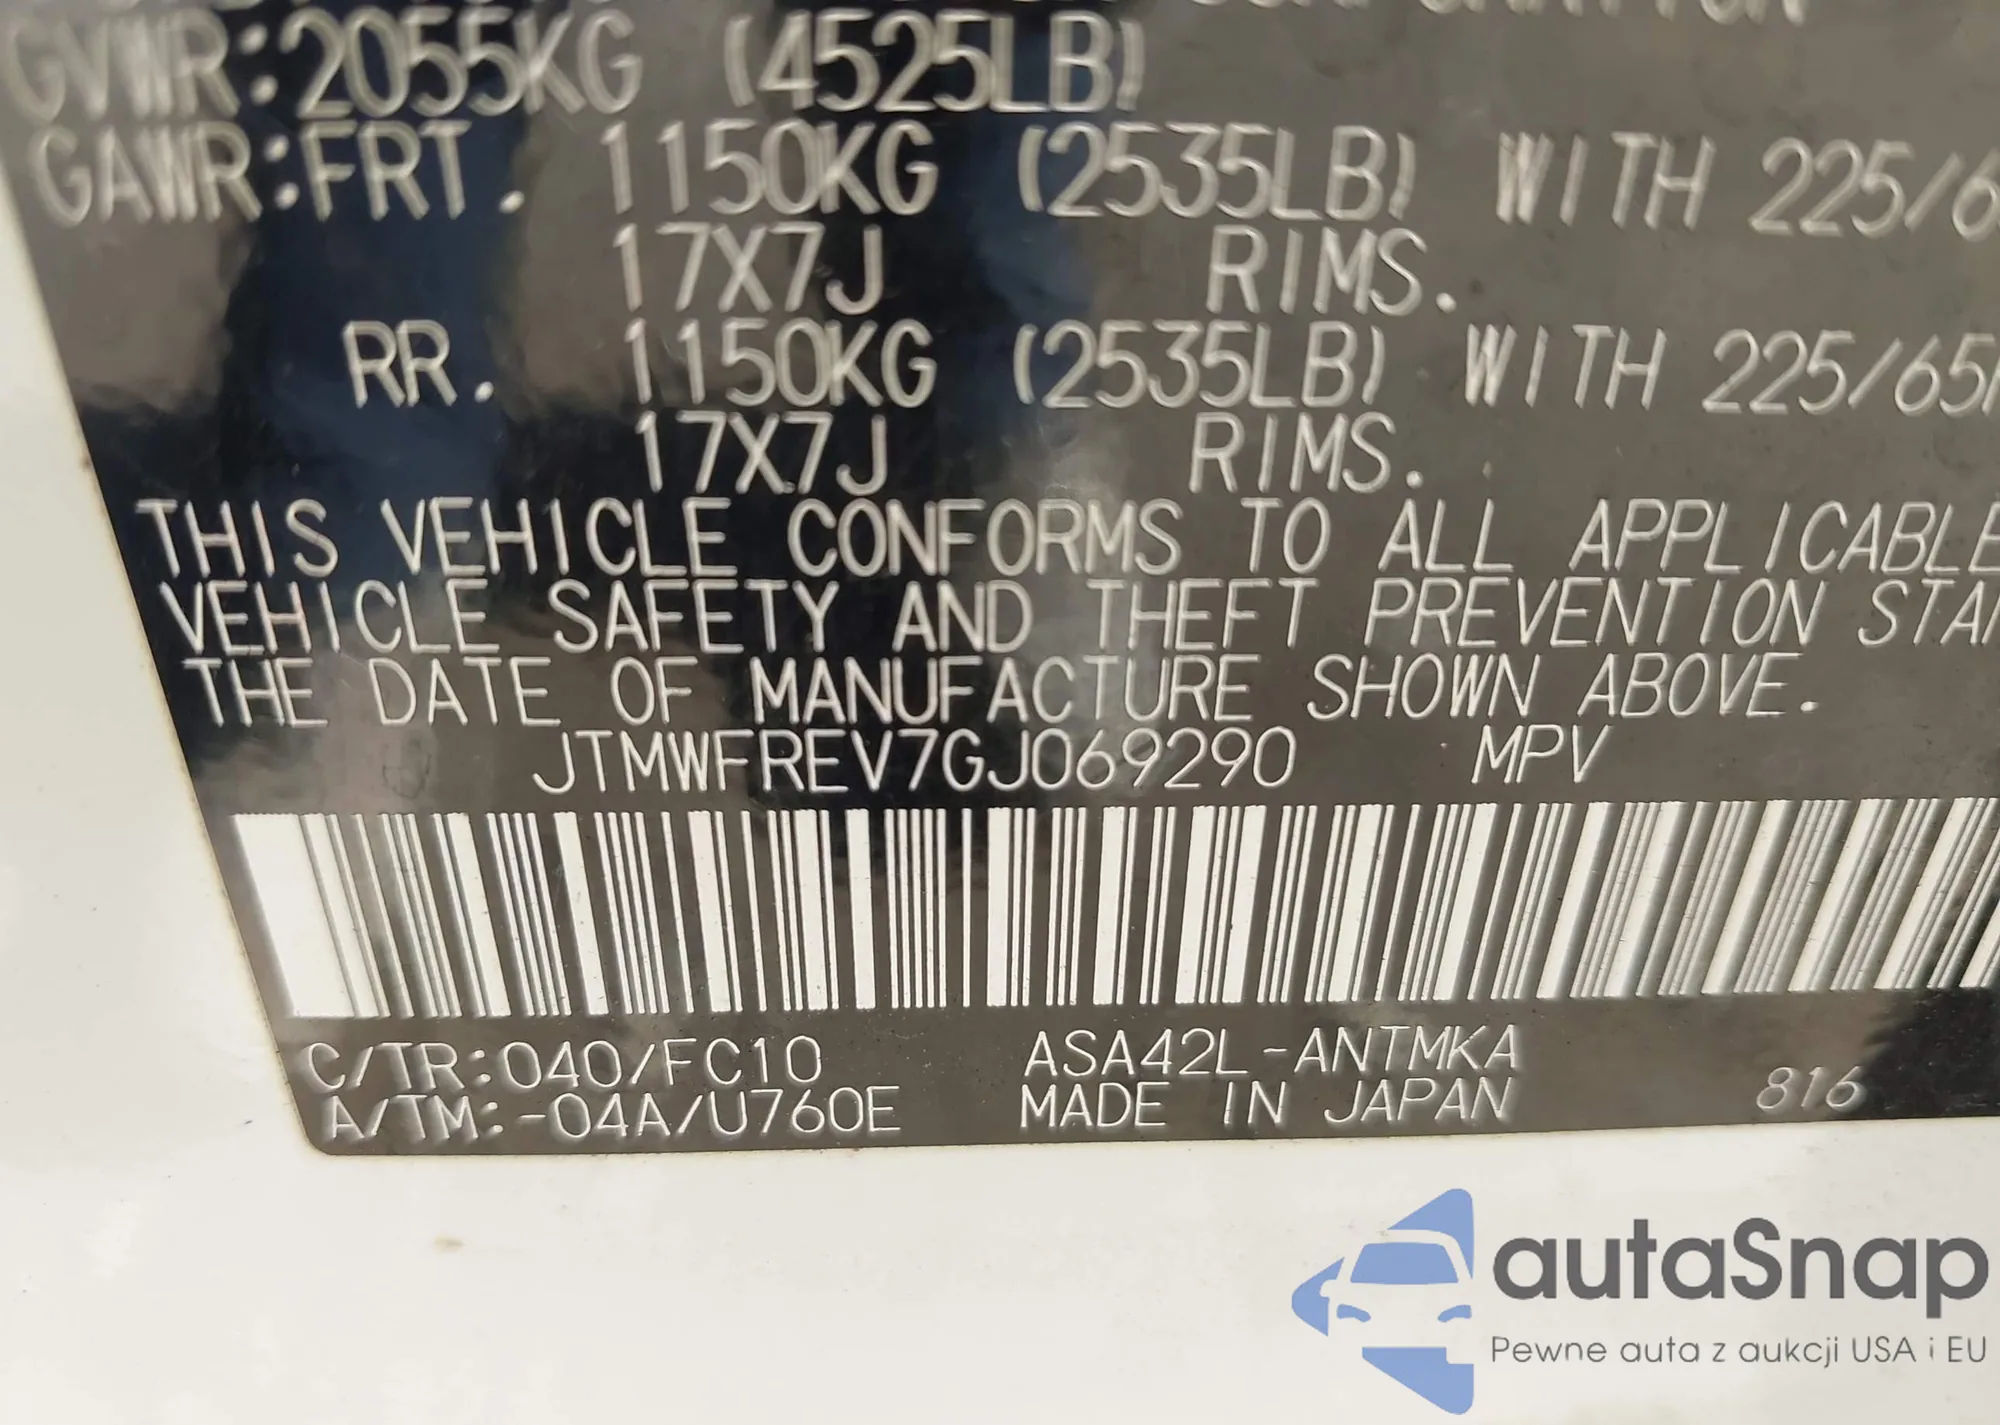 GVWR:2055KG (4525LB)
GAWR:FRT. 1150KG (2535LB) WITH 225/6
17X7J RIMS.
RR. 1150KG (2535LB) WITH 225/65
17X7J RIMS.
THIS VEHICLE CONFORMS TO ALL APPLICABLE
VEHICLE SAFETY AND THEFT PREVENTION STA
THE DATE OF MANUFACTURE SHOWN ABOVE.
JTMWFREV7GJ069290 MPV
C/TR:040/FC10 ASA42L-ANTMKA
A/TM:-04A/U760E MADE IN JAPAN 816
autaSnap
Pewne auta z aukcji USA i EU